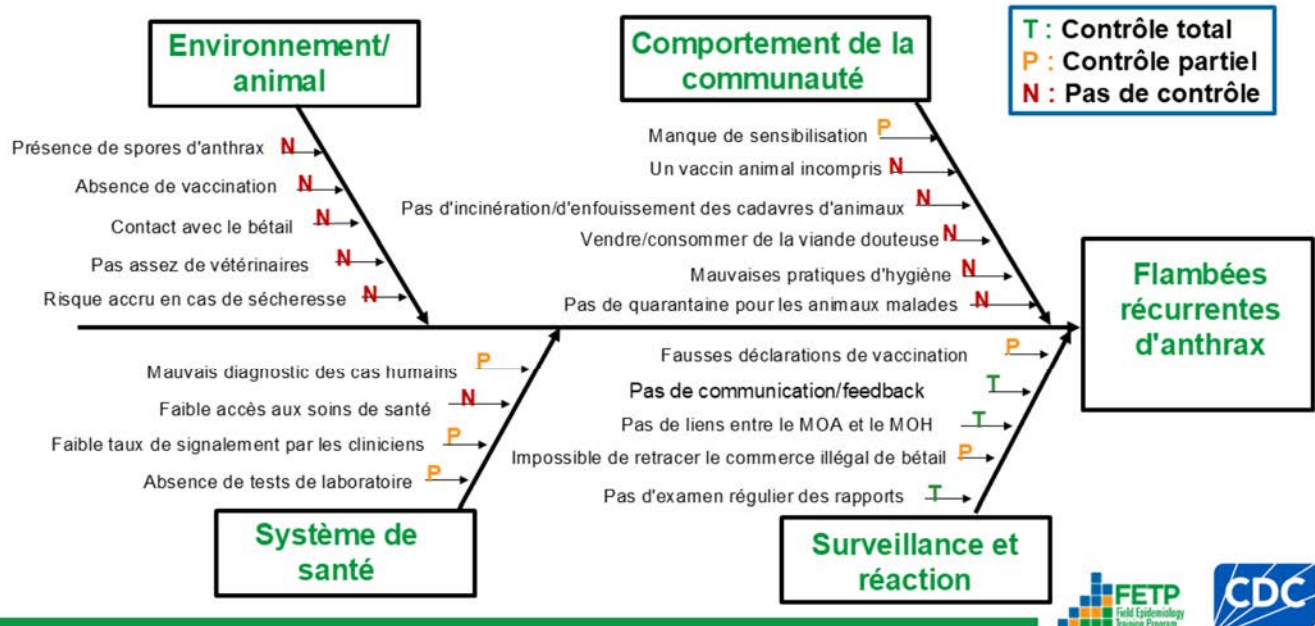 Environnement/
animal
Comportement de la
communauté
T : Contrôle total
P : Contrôle partiel
N : Pas de contrôle
Présence de spores d'anthrax N
Absence de vaccination N
Contact avec le bétail N
Pas assez de vétérinaires N
Risque accru en cas de sécheresse N
Manque de sensibilisation P
Un vaccin animal incompris N
Pas d'incinération/d'enfouissement des cadavres d'animaux N
Vendre/consommer de la viande douteuse N
Mauvaises pratiques d'hygiène N
Pas de quarantaine pour les animaux malades N
Flambées
récurrentes
d'anthrax
Mauvais diagnostic des cas humains P
Faible accès aux soins de santé N
Faible taux de signalement par les cliniciens P
Absence de tests de laboratoire P
Fausses déclarations de vaccination P
Pas de communication/feedback T
Pas de liens entre le MOA et le MOH T
Impossible de retracer le commerce illégal de bétail P
Pas d'examen régulier des rapports T
Système de
santé
Surveillance et
réaction
FETP
Field Epidemiology
Training Program
CDC